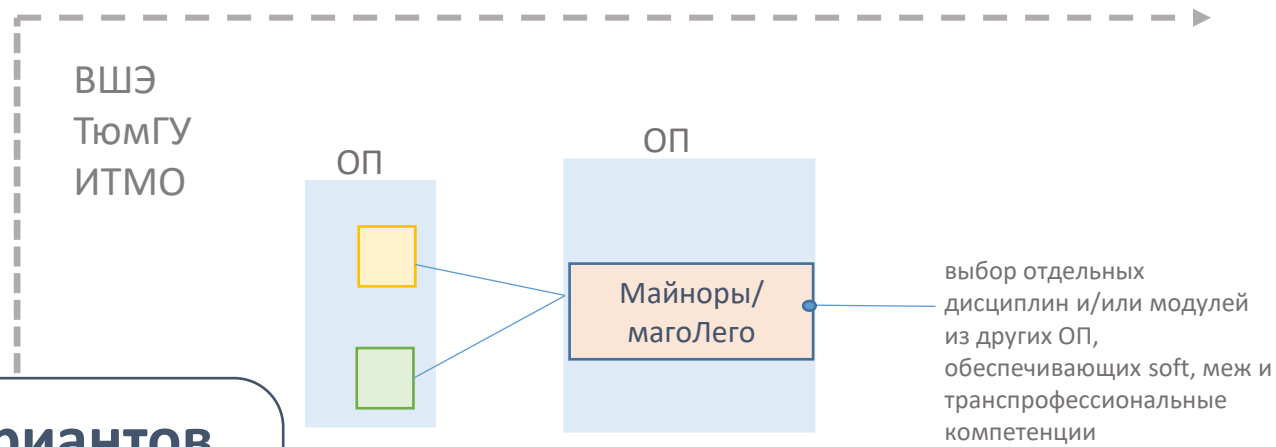 ВШЭ
ТюмГУ
ИТМО
ОП
ОП
Майноры/
магоЛего
выбор отдельных
дисциплин и/или модулей
из других ОП,
обеспечивающих soft, меж и
транспрофессиональные
компетенции